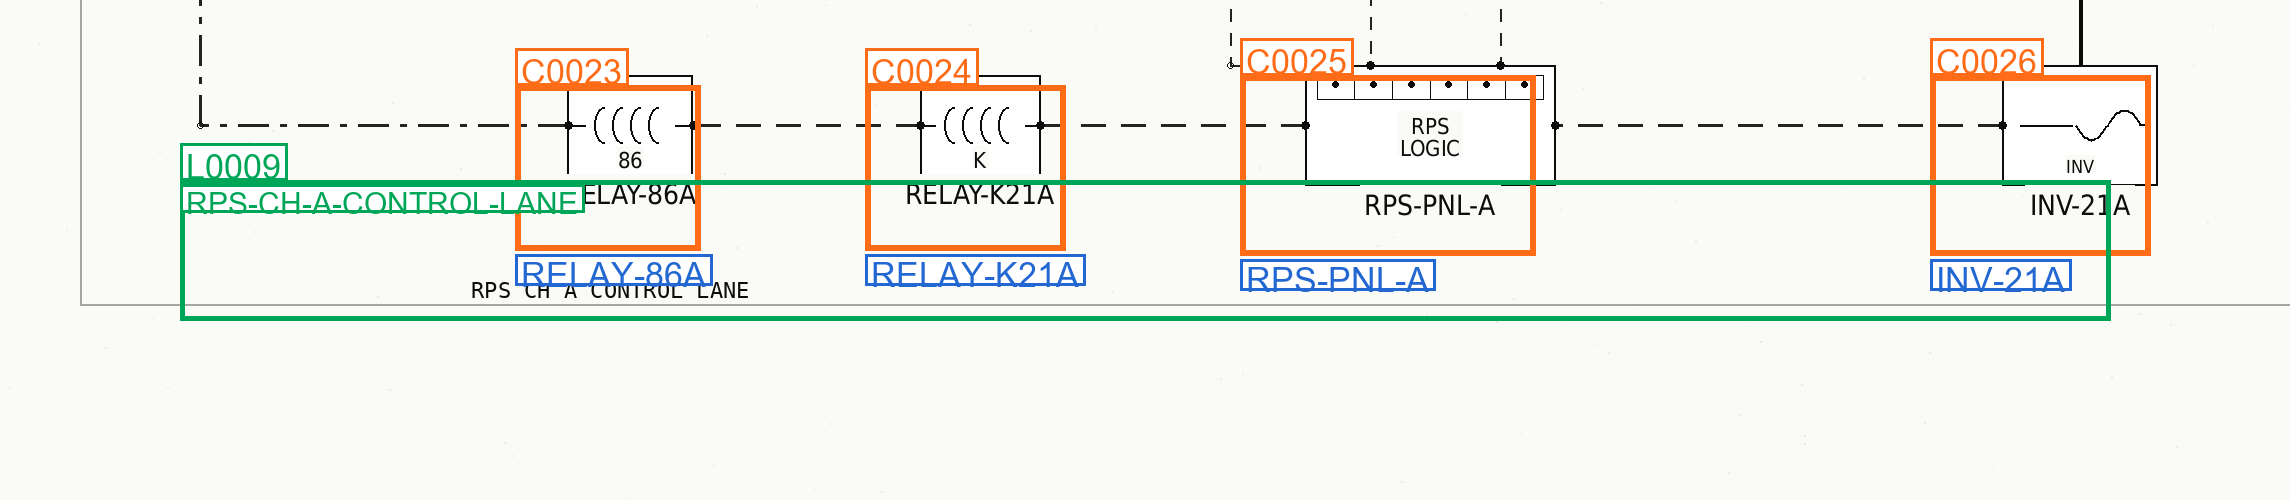 C0023
C0024
C0025
C0026
RPS
LOGIC
86
K
INV
L0009
RPS-CH-A-CONTROL-LANE
ELAY-86A
RELAY-K21A
RPS-PNL-A
INV-21A
RELAY-86A
RELAY-K21A
RPS-PNL-A
INV-21A
RPS CH A CONTROL LANE